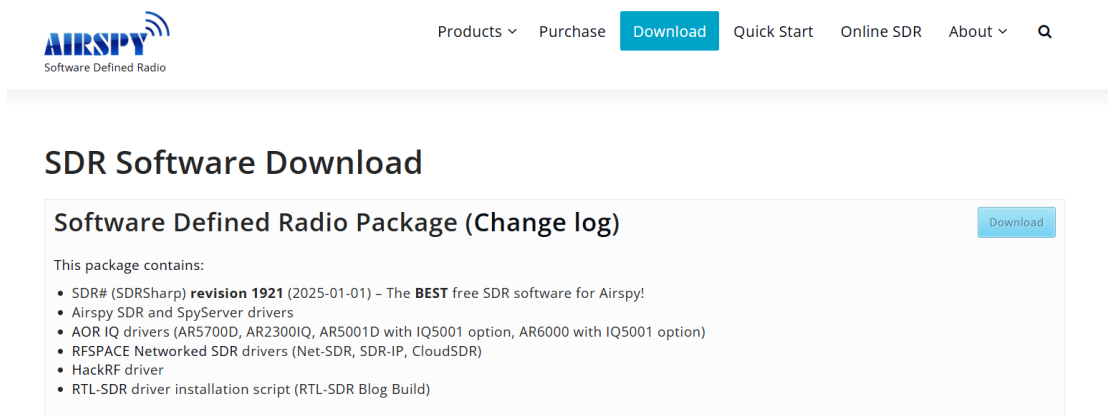 AIRSPY
Software Defined Radio
Products Purchase Download Quick Start Online SDR About
SDR Software Download
Software Defined Radio Package (Change log)
Download
This package contains:
• SDR# (SDRSharp) revision 1921 (2025-01-01) – The BEST free SDR software for Airspy!
• Airspy SDR and SpyServer drivers
• AOR IQ drivers (AR5700D, AR2300IQ, AR5001D with IQ5001 option, AR6000 with IQ5001 option)
• RFSPACE Networked SDR drivers (Net-SDR, SDR-IP, CloudSDR)
• HackRF driver
• RTL-SDR driver installation script (RTL-SDR Blog Build)